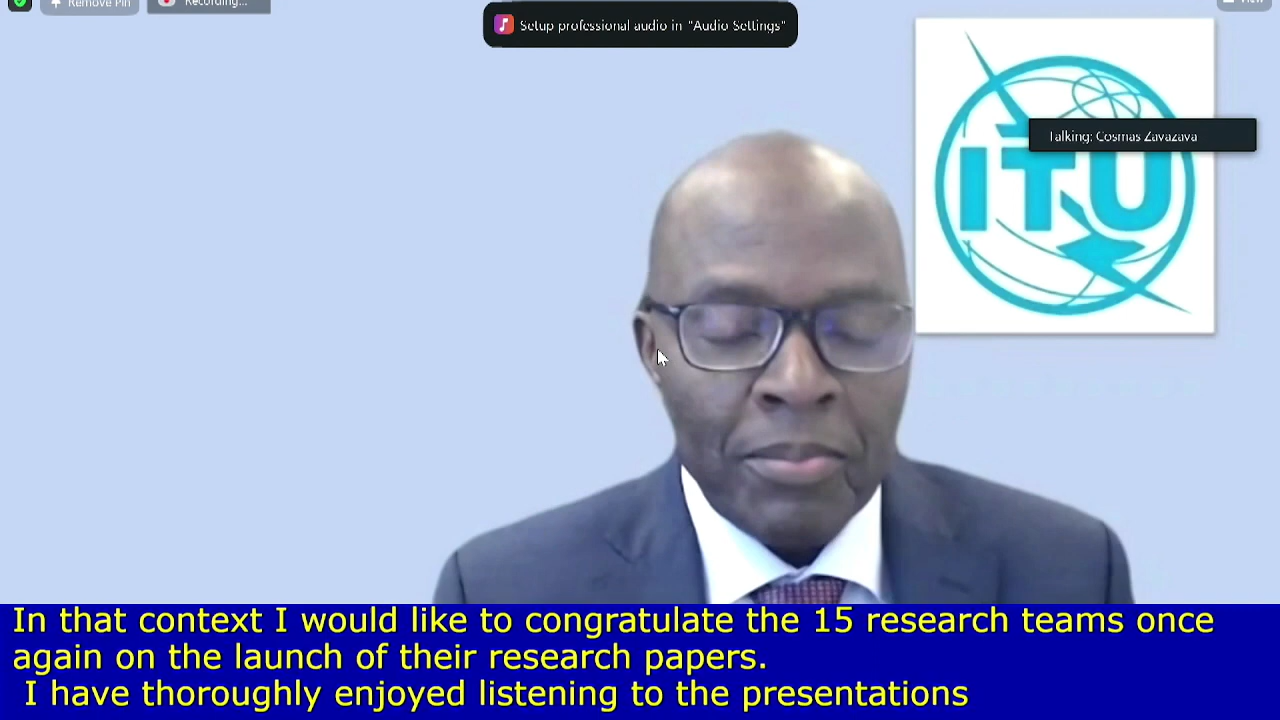 Remove Pin
Recording...
View
Setup professional audio in "Audio Settings"
Talking: Cosmas Zavazava
ITU
In that context I would like to congratulate the 15 research teams once
again on the launch of their research papers.
I have thoroughly enjoyed listening to the presentations